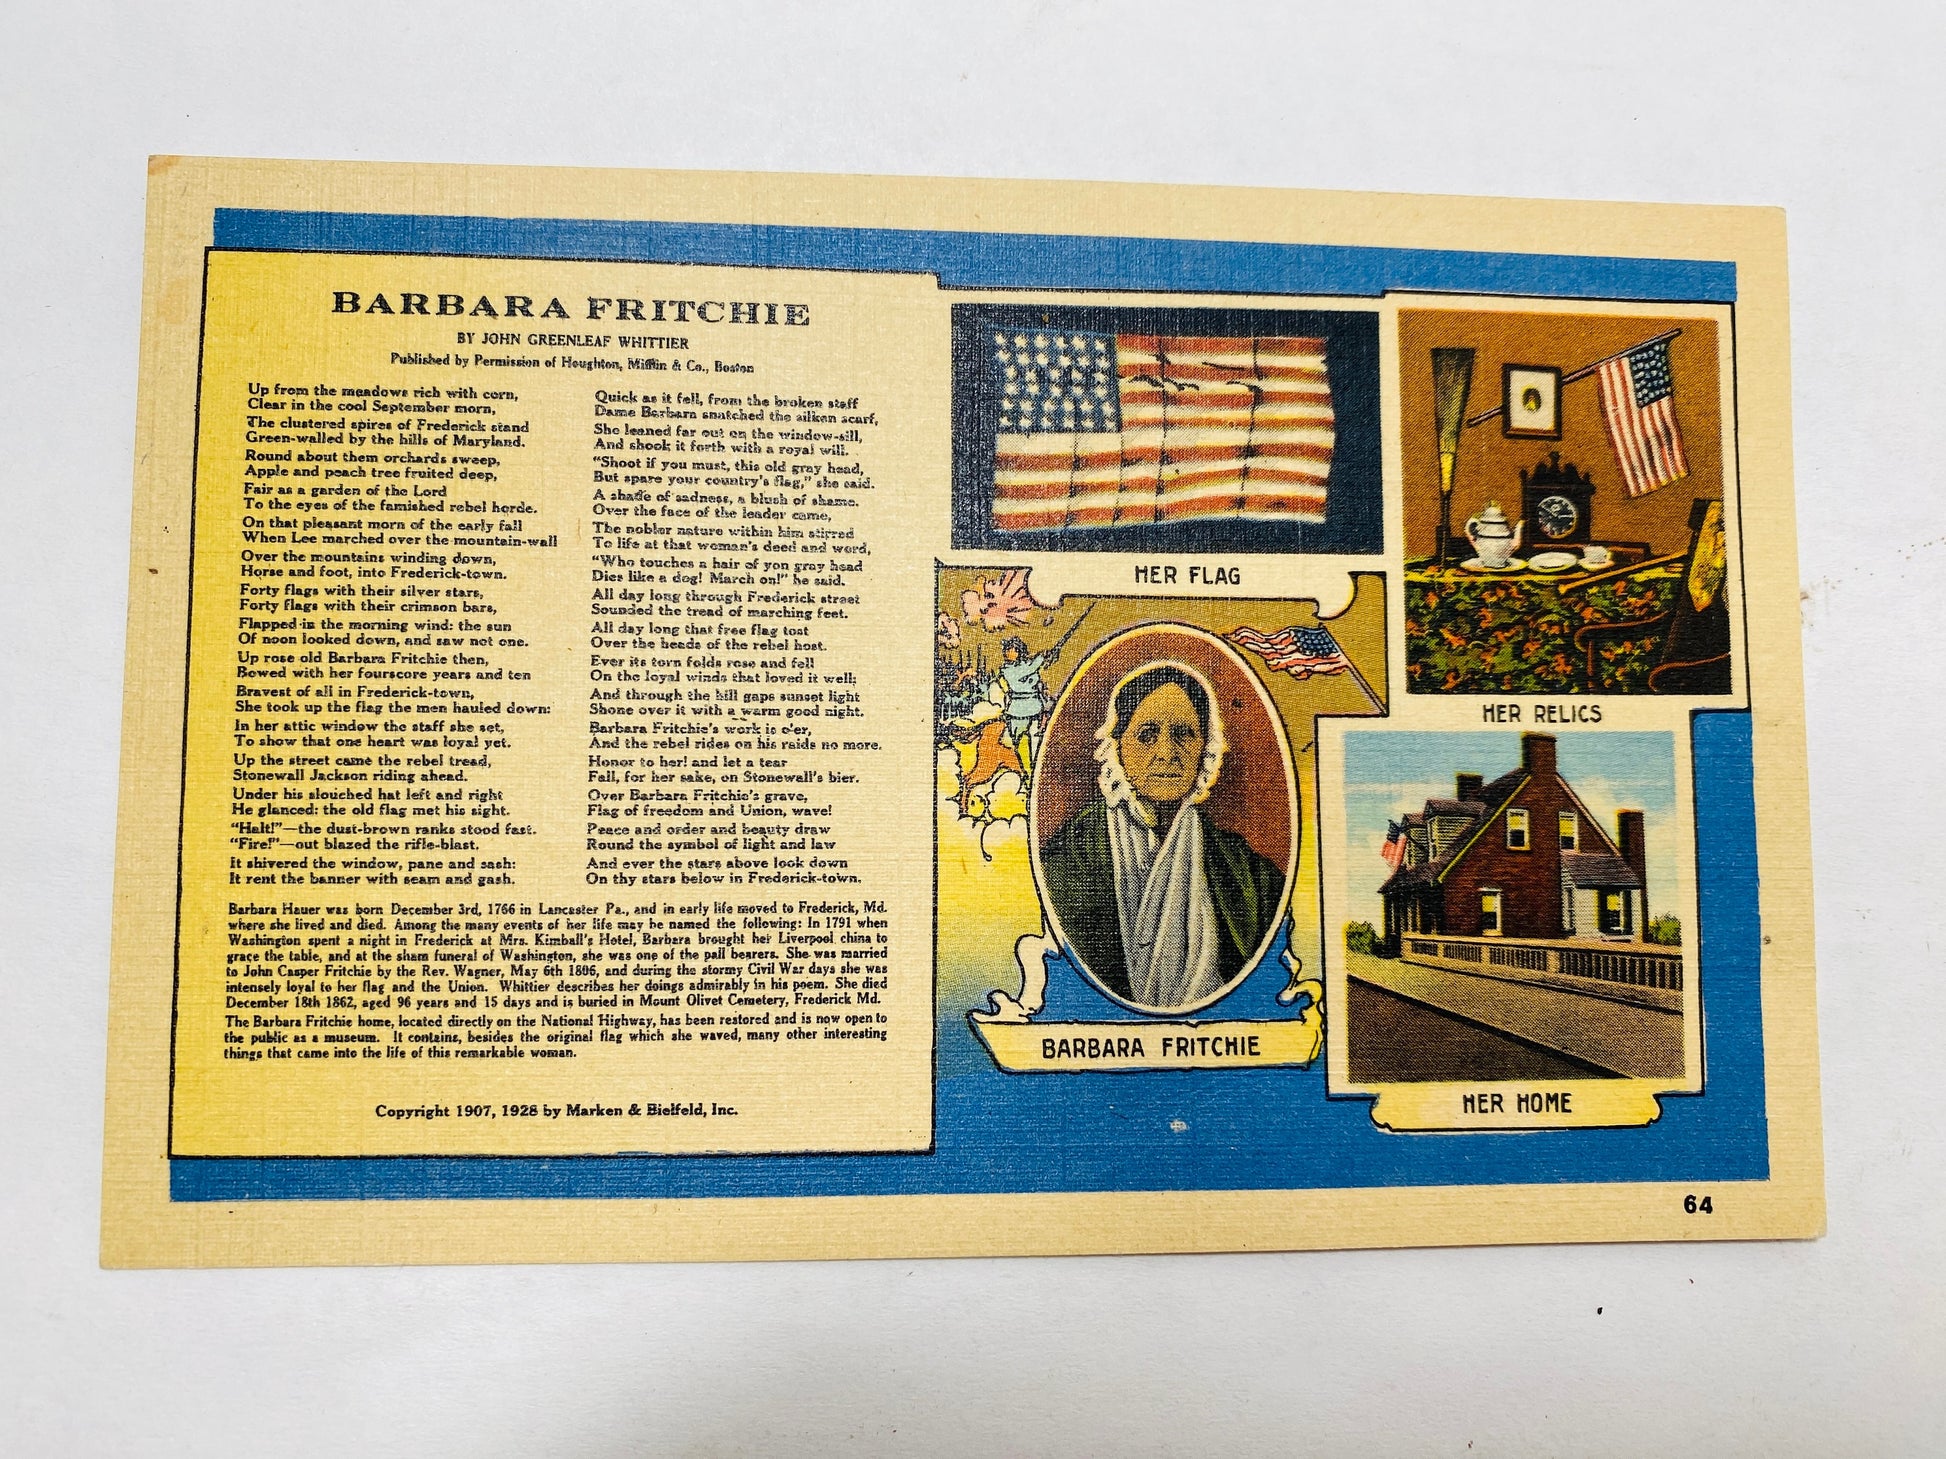 BARBARA FRITCHIE
BY JOHN GREENLEAF WHITTIER
Published by Permission of Houghton, Mifflin & Co., Boston
Up from the meadows rich with corn,
Clear in the cool September morn,
The clustered spires of Frederick stand
Green-walled by the hills of Maryland.
Round about them orchards sweep,
Apple and peach tree fruited deep,
Fair as a garden of the Lord
To the eyes of the famished rebel horde.
On that pleasant morn of the early fall
When Lee marched over the mountain-wall
Over the mountains winding down,
Horse and foot, into Frederick-town.
Forty flags with their silver stars,
Forty flags with their crimson bars,
Flapped in the morning wind: the sun
Of noon looked down, and saw not one.
Up rose old Barbara Fritchie then,
Bowed with her fourscore years and ten
Bravest of all in Frederick-town,
She took up the flag the men hauled down:
In her attic window the staff she set,
To show that one heart was loyal yet.
Up the street came the rebel tread,
Stonewall Jackson riding ahead.
Under his slouched hat left and right
He glanced: the old flag met his sight.
"Halt!"—the dust-brown ranks stood fast.
"Fire!"—out blazed the rifle-blast.
It shivered the window, pane and sash:
It rent the banner with seam and gash.
Quick as it fell, from the broken staff
Dame Barbara snatched the silken scarf,
She leaned far out on the window-sill,
And shook it forth with a royal will.
"Shoot if you must, this old gray head,
But spare your country's flag," she said.
A shade of sadness, a blush of shame.
Over the face of the leader came,
The nobler nature within him stirred
To life at that woman's deed and word,
"Who touches a hair of yon gray head
Dies like a dog! March on!" he said.
All day long through Frederick street
Sounded the tread of marching feet.
All day long that free flag tost
Over the heads of the rebel host.
Ever its torn folds rose and fell
On the loyal winds that loved it well;
And through the hill gaps sunset light
Shone over it with a warm good night.
Barbara Fritchie's work is o'er,
And the rebel rides on his raids no more.
Honor to her! and let a tear
Fall, for her sake, on Stonewall's bier.
Over Barbara Fritchie's grave,
Flag of freedom and Union, wave!
Peace and order and beauty draw
Round the symbol of light and law
And ever the stars above look down
On thy stars below in Frederick-town.
Barbara Hauer was born December 3rd, 1766 in Lancaster Pa., and in early life moved to Frederick, Md.
where she lived and died. Among the many events of her life may be named the following: In 1791 when
Washington spent a night in Frederick at Mrs. Kimball's Hotel, Barbara brought her Liverpool china to
grace the table, and at the sham funeral of Washington, she was one of the pall bearers. She was married
to John Casper Fritchie by the Rev. Wagner, May 6th 1806, and during the stormy Civil War days she was
intensely loyal to her flag and the Union. Whittier describes her doings admirably in his poem. She died
December 18th 1862, aged 96 years and 15 days and is buried in Mount Olivet Cemetery, Frederick Md.
The Barbara Fritchie home, located directly on the National Highway, has been restored and is now open to
the public as a museum. It contains, besides the original flag which she waved, many other interesting
things that came into the life of this remarkable woman.
Copyright 1907, 1928 by Marken & Bielfeld, Inc.
HER FLAG
HER RELICS
BARBARA FRITCHIE
HER HOME
64